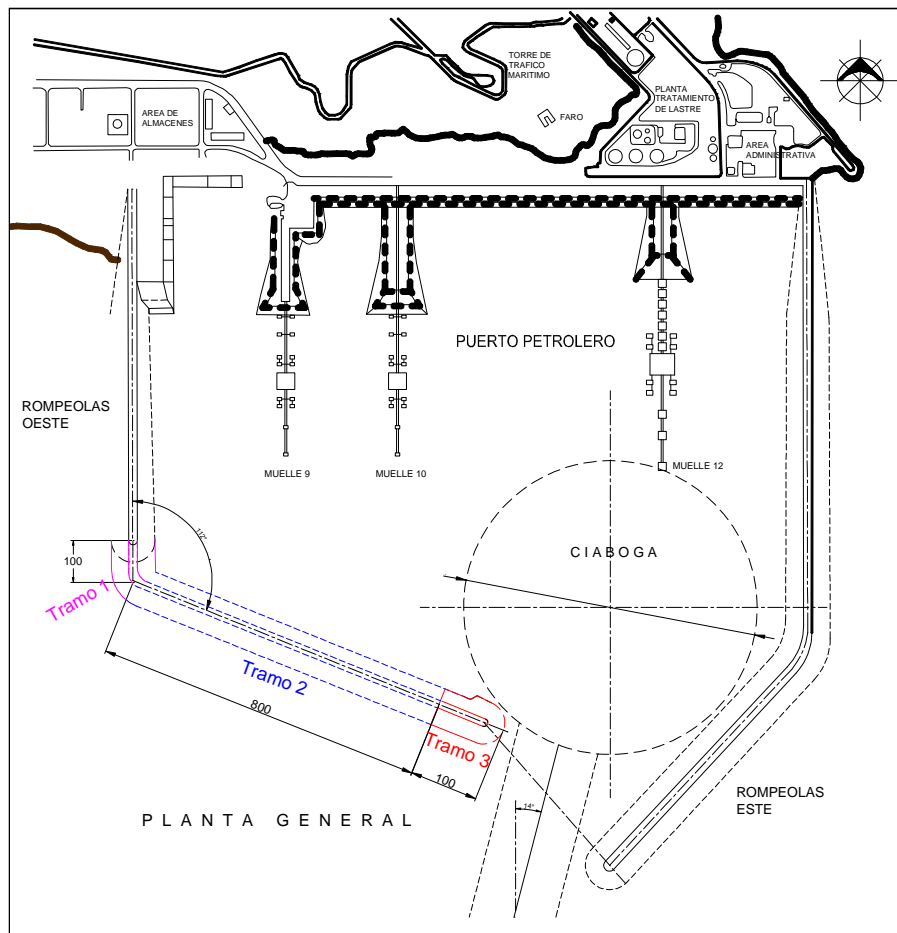 TORRE DE
TRAFICO
MARITIMO
AREA DE
ALMACENES
FARO
PLANTA
TRATAMIENTO
DE LASTRE
AREA
ADMINISTRATIVA
PUERTO PETROLERO
ROMPEOLAS
OESTE
MUELLE 9
MUELLE 10
MUELLE 12
112°
100
CIABOGA
Tramo 1
Tramo 2
800
Tramo 3
100
14°
ROMPEOLAS
ESTE
PLANTA GENERAL